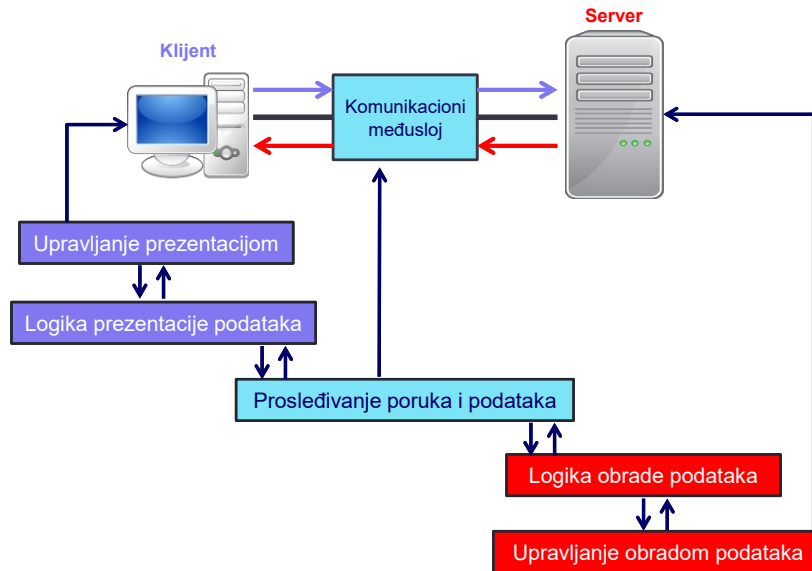 Server
Klijent
Komunikacioni
međusloj
Upravljanje prezentacijom
Logika prezentacije podataka
Prosleđivanje poruka i podataka
Logika obrade podataka
Upravljanje obradom podataka